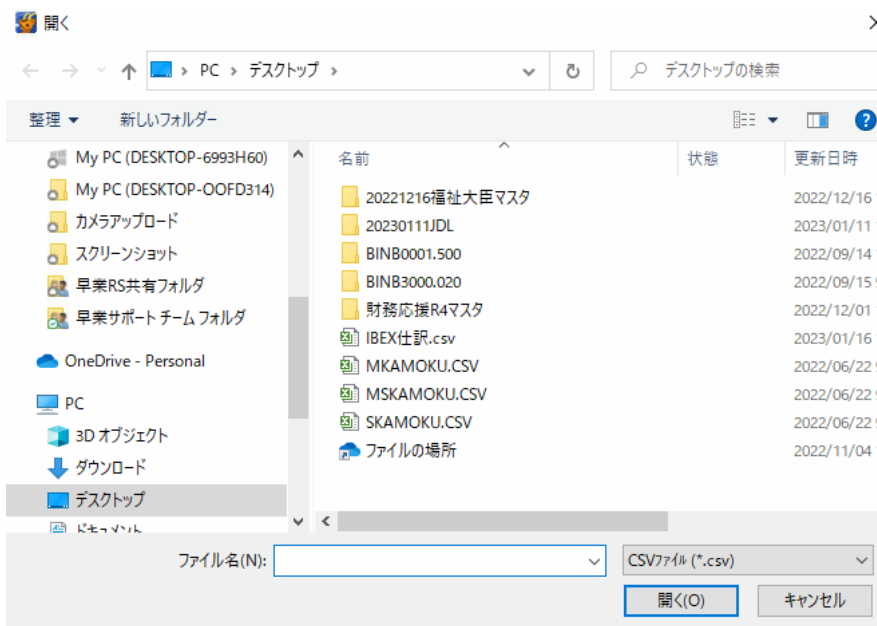 開く
PC › デスクトップ ›
デスクトップの検索
整理
新しいフォルダー
My PC (DESKTOP-6993H60)
My PC (DESKTOP-OOFD314)
カメラアップロード
スクリーンショット
早業RS共有フォルダ
早業サポート チーム フォルダ
OneDrive - Personal
PC
3D オブジェクト
ダウンロード
デスクトップ
ドキュメント
名前 状態 更新日時
20221216福祉大臣マスタ 2022/12/16
20230111JDL 2023/01/11
BINB0001.500 2022/09/14
BINB3000.020 2022/09/15
財務応援R4マスタ 2022/12/01
IBEX仕訳.csv 2023/01/16
MKAMOKU.CSV 2022/06/22
MSKAMOKU.CSV 2022/06/22
SKAMOKU.CSV 2022/06/22
ファイルの場所 2022/11/04
ファイル名(N):
CSVファイル (*.csv)
開く(O)
キャンセル